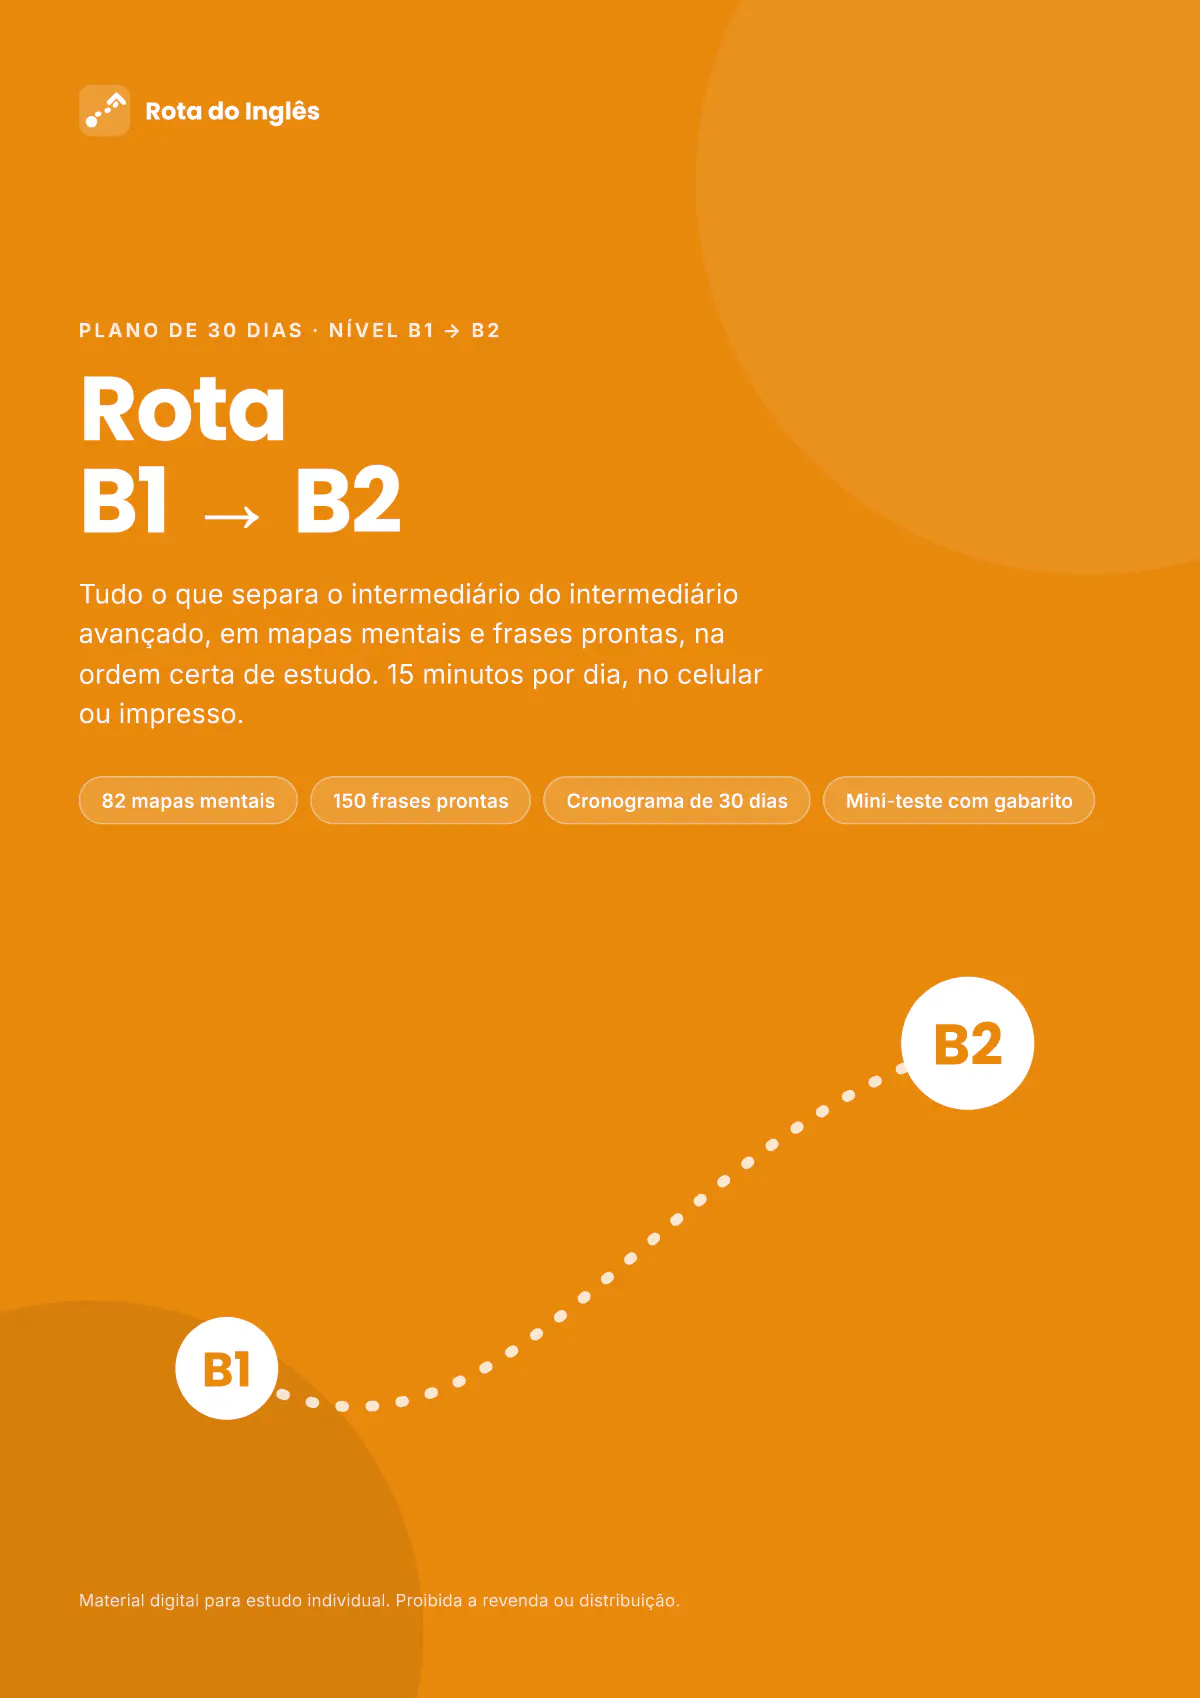 Rota do Inglês
PLANO DE 30 DIAS · NÍVEL B1 → B2
Rota
B1 → B2
Tudo o que separa o intermediário do intermediário
avançado, em mapas mentais e frases prontas, na
ordem certa de estudo. 15 minutos por dia, no celular
ou impresso.
82 mapas mentais
150 frases prontas
Cronograma de 30 dias
Mini-teste com gabarito
B2
B1
Material digital para estudo individual. Proibida a revenda ou distribuição.